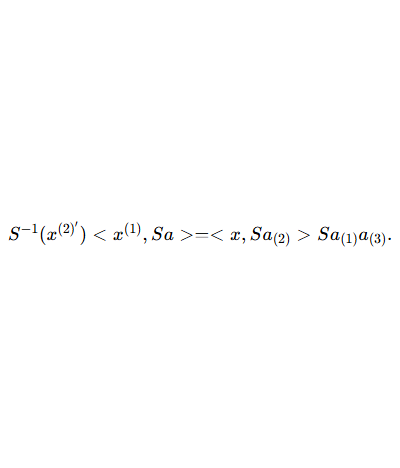 $S^{-1}(x^{(2)'}) < x^{(1)}, Sa >=< x, Sa_{(2)} > Sa_{(1)}a_{(3)}.$